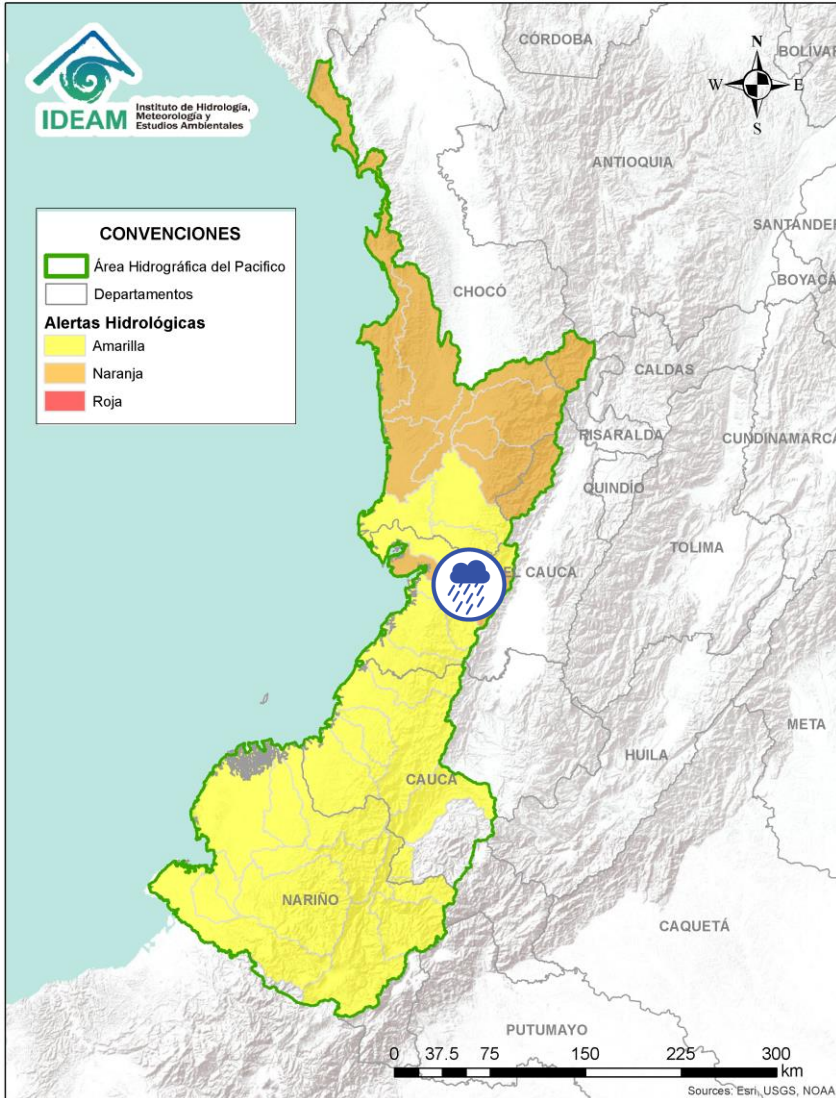 IDEAM
Instituto de Hidrología,
Meteorología y
Estudios Ambientales
CÓRDOBA
BOLÍVAR
N
W E
S
ANTIOQUIA
SANTANDER
BOYACÁ
CONVENCIONES
Área Hidrográfica del Pacifico
Departamentos
Alertas Hidrológicas
Amarilla
Naranja
Roja
CHOCÓ
CALDAS
RISARALDA
CUNDINAMARCA
QUINDÍO
TOLIMA
EL CAUCA
META
HUILA
CAUCA
NARIÑO
CAQUETÁ
PUTUMAYO
0 37.5 75 150 225 300
km
Sources: Esri, USGS, NOAA